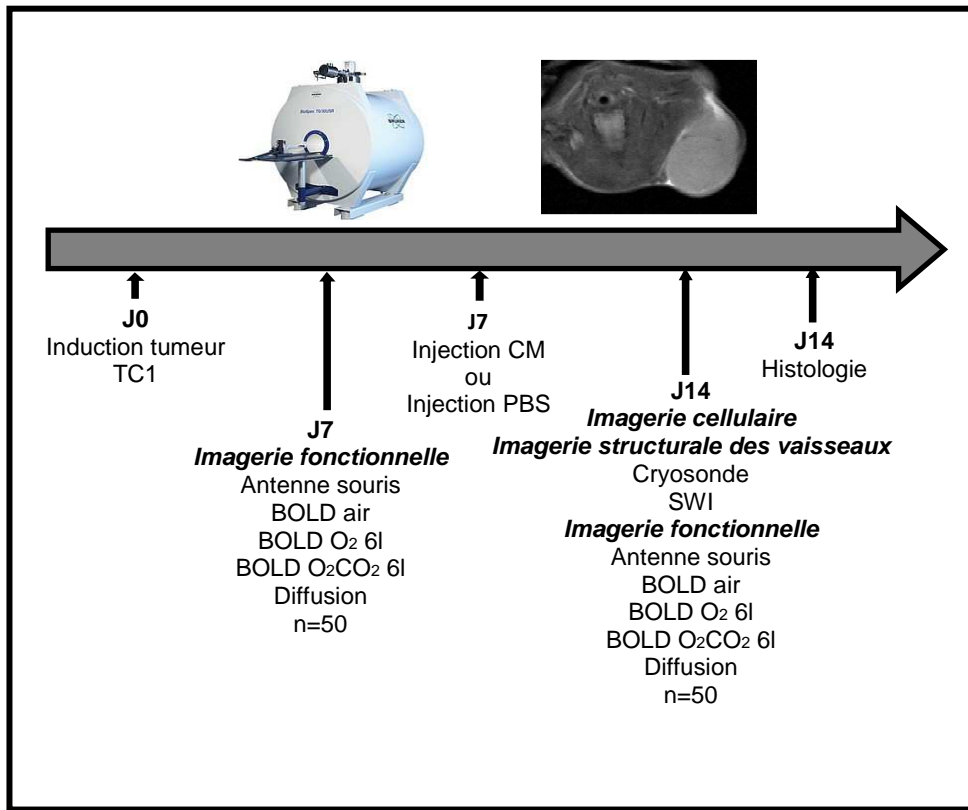 J0
Induction tumeur
TC1
J7
Imagerie fonctionnelle
Antenne souris
BOLD air
BOLD O2 6l
BOLD O2CO2 6l
Diffusion
n=50
J7
Injection CM
ou
Injection PBS
J14
Imagerie cellulaire
Imagerie structurale des vaisseaux
Cryosonde
SWI
Imagerie fonctionnelle
Antenne souris
BOLD air
BOLD O2 6l
BOLD O2CO2 6l
Diffusion
n=50
J14
Histologie